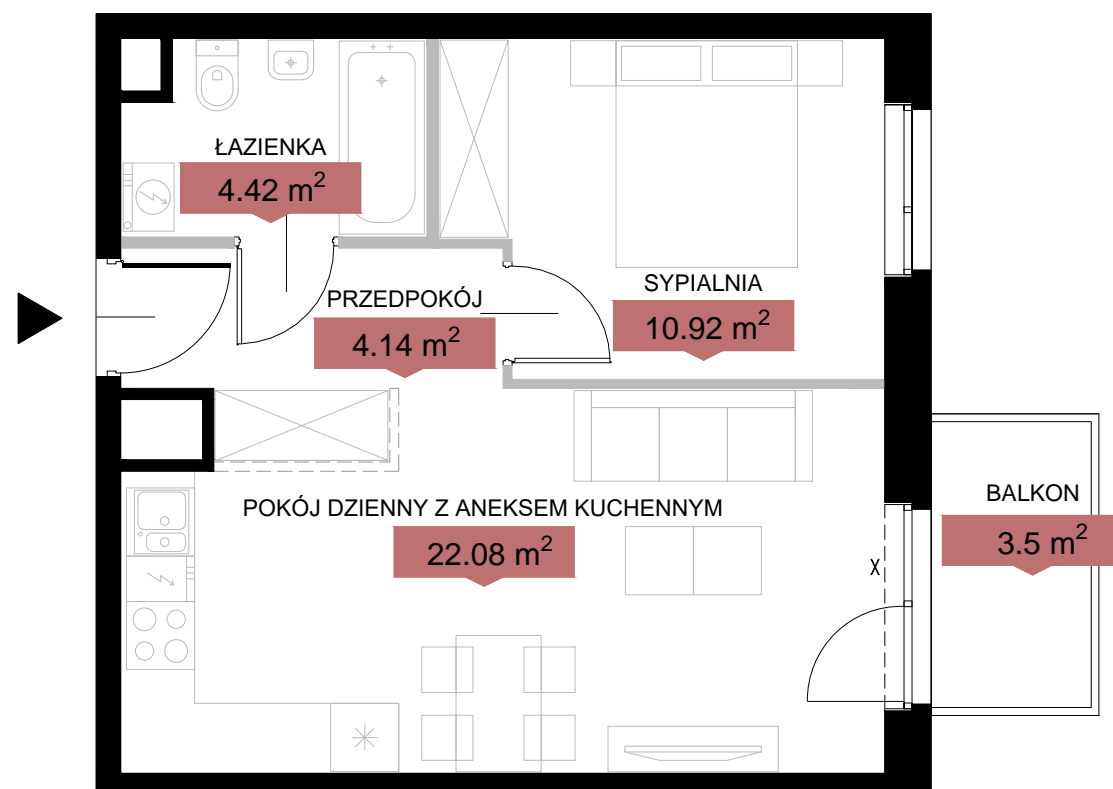 ŁAZIENKA
4.42 m²
PRZEDPOKÓJ
4.14 m²
SYPIALNIA
10.92 m²
POKÓJ DZIENNY Z ANEKSEM KUCHENNYM
22.08 m²
BALKON
3.5 m²
X